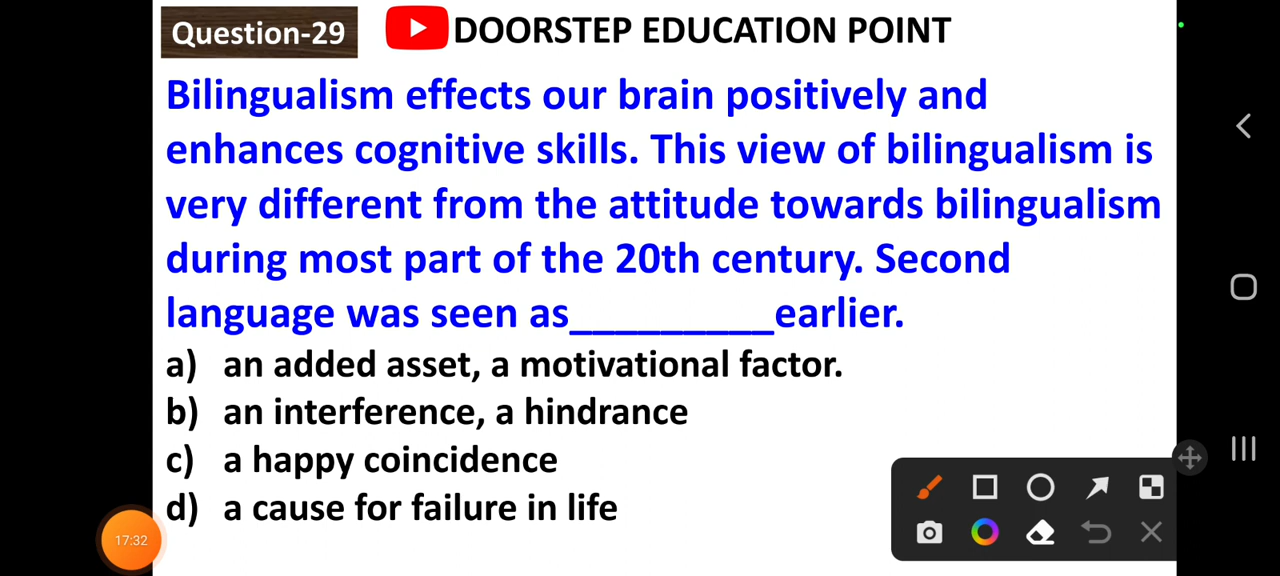 Question-29 DOORSTEP EDUCATION POINT
Bilingualism effects our brain positively and
enhances cognitive skills. This view of bilingualism is
very different from the attitude towards bilingualism
during most part of the 20th century. Second
language was seen as_________earlier.
a) an added asset, a motivational factor.
b) an interference, a hindrance
c) a happy coincidence
d) a cause for failure in life
17:32